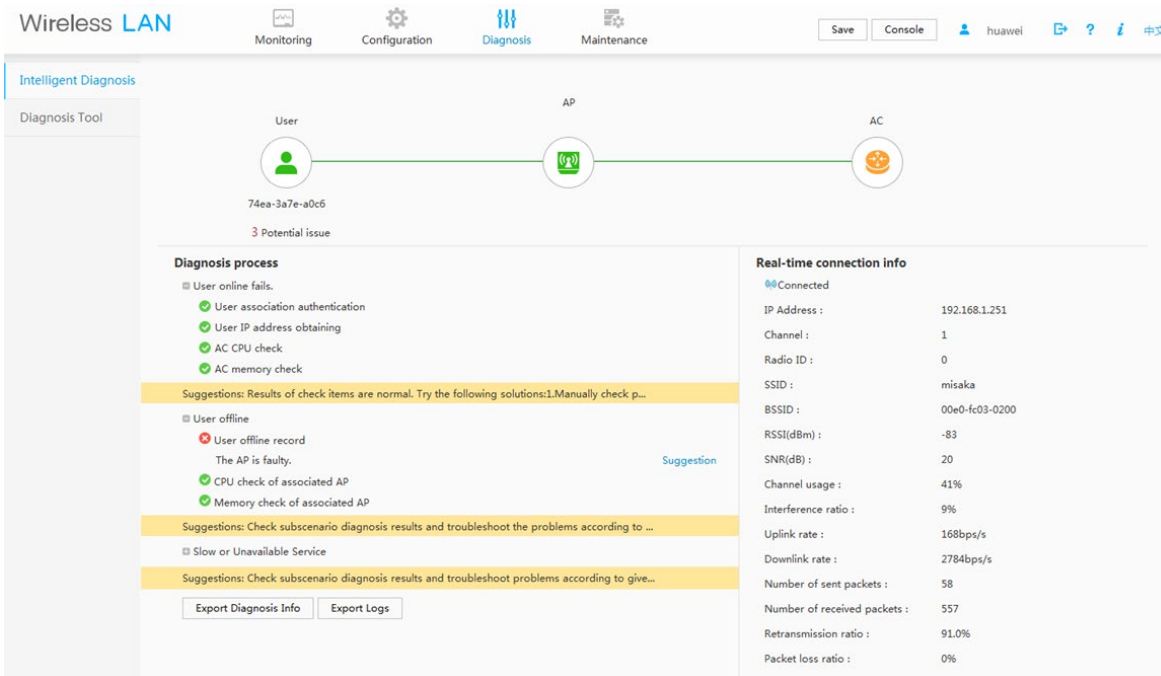 Wireless LAN
Monitoring
Configuration
Diagnosis
Maintenance
Save
Console
huawei
?
i
中文
Intelligent Diagnosis
Diagnosis Tool
User
AP
AC
74ea-3a7e-a0c6
3 Potential issue
Diagnosis process
User online fails.
User association authentication
User IP address obtaining
AC CPU check
AC memory check
Suggestions: Results of check items are normal. Try the following solutions:1.Manually check p...
User offline
User offline record
The AP is faulty.
Suggestion
CPU check of associated AP
Memory check of associated AP
Suggestions: Check subscenario diagnosis results and troubleshoot the problems according to ...
Slow or Unavailable Service
Suggestions: Check subscenario diagnosis results and troubleshoot problems according to give...
Export Diagnosis Info
Export Logs
Real-time connection info
Connected
IP Address : 192.168.1.251
Channel : 1
Radio ID : 0
SSID : misaka
BSSID : 00e0-fc03-0200
RSSI(dBm) : -83
SNR(dB) : 20
Channel usage : 41%
Interference ratio : 9%
Uplink rate : 168bps/s
Downlink rate : 2784bps/s
Number of sent packets : 58
Number of received packets : 557
Retransmission ratio : 91.0%
Packet loss ratio : 0%